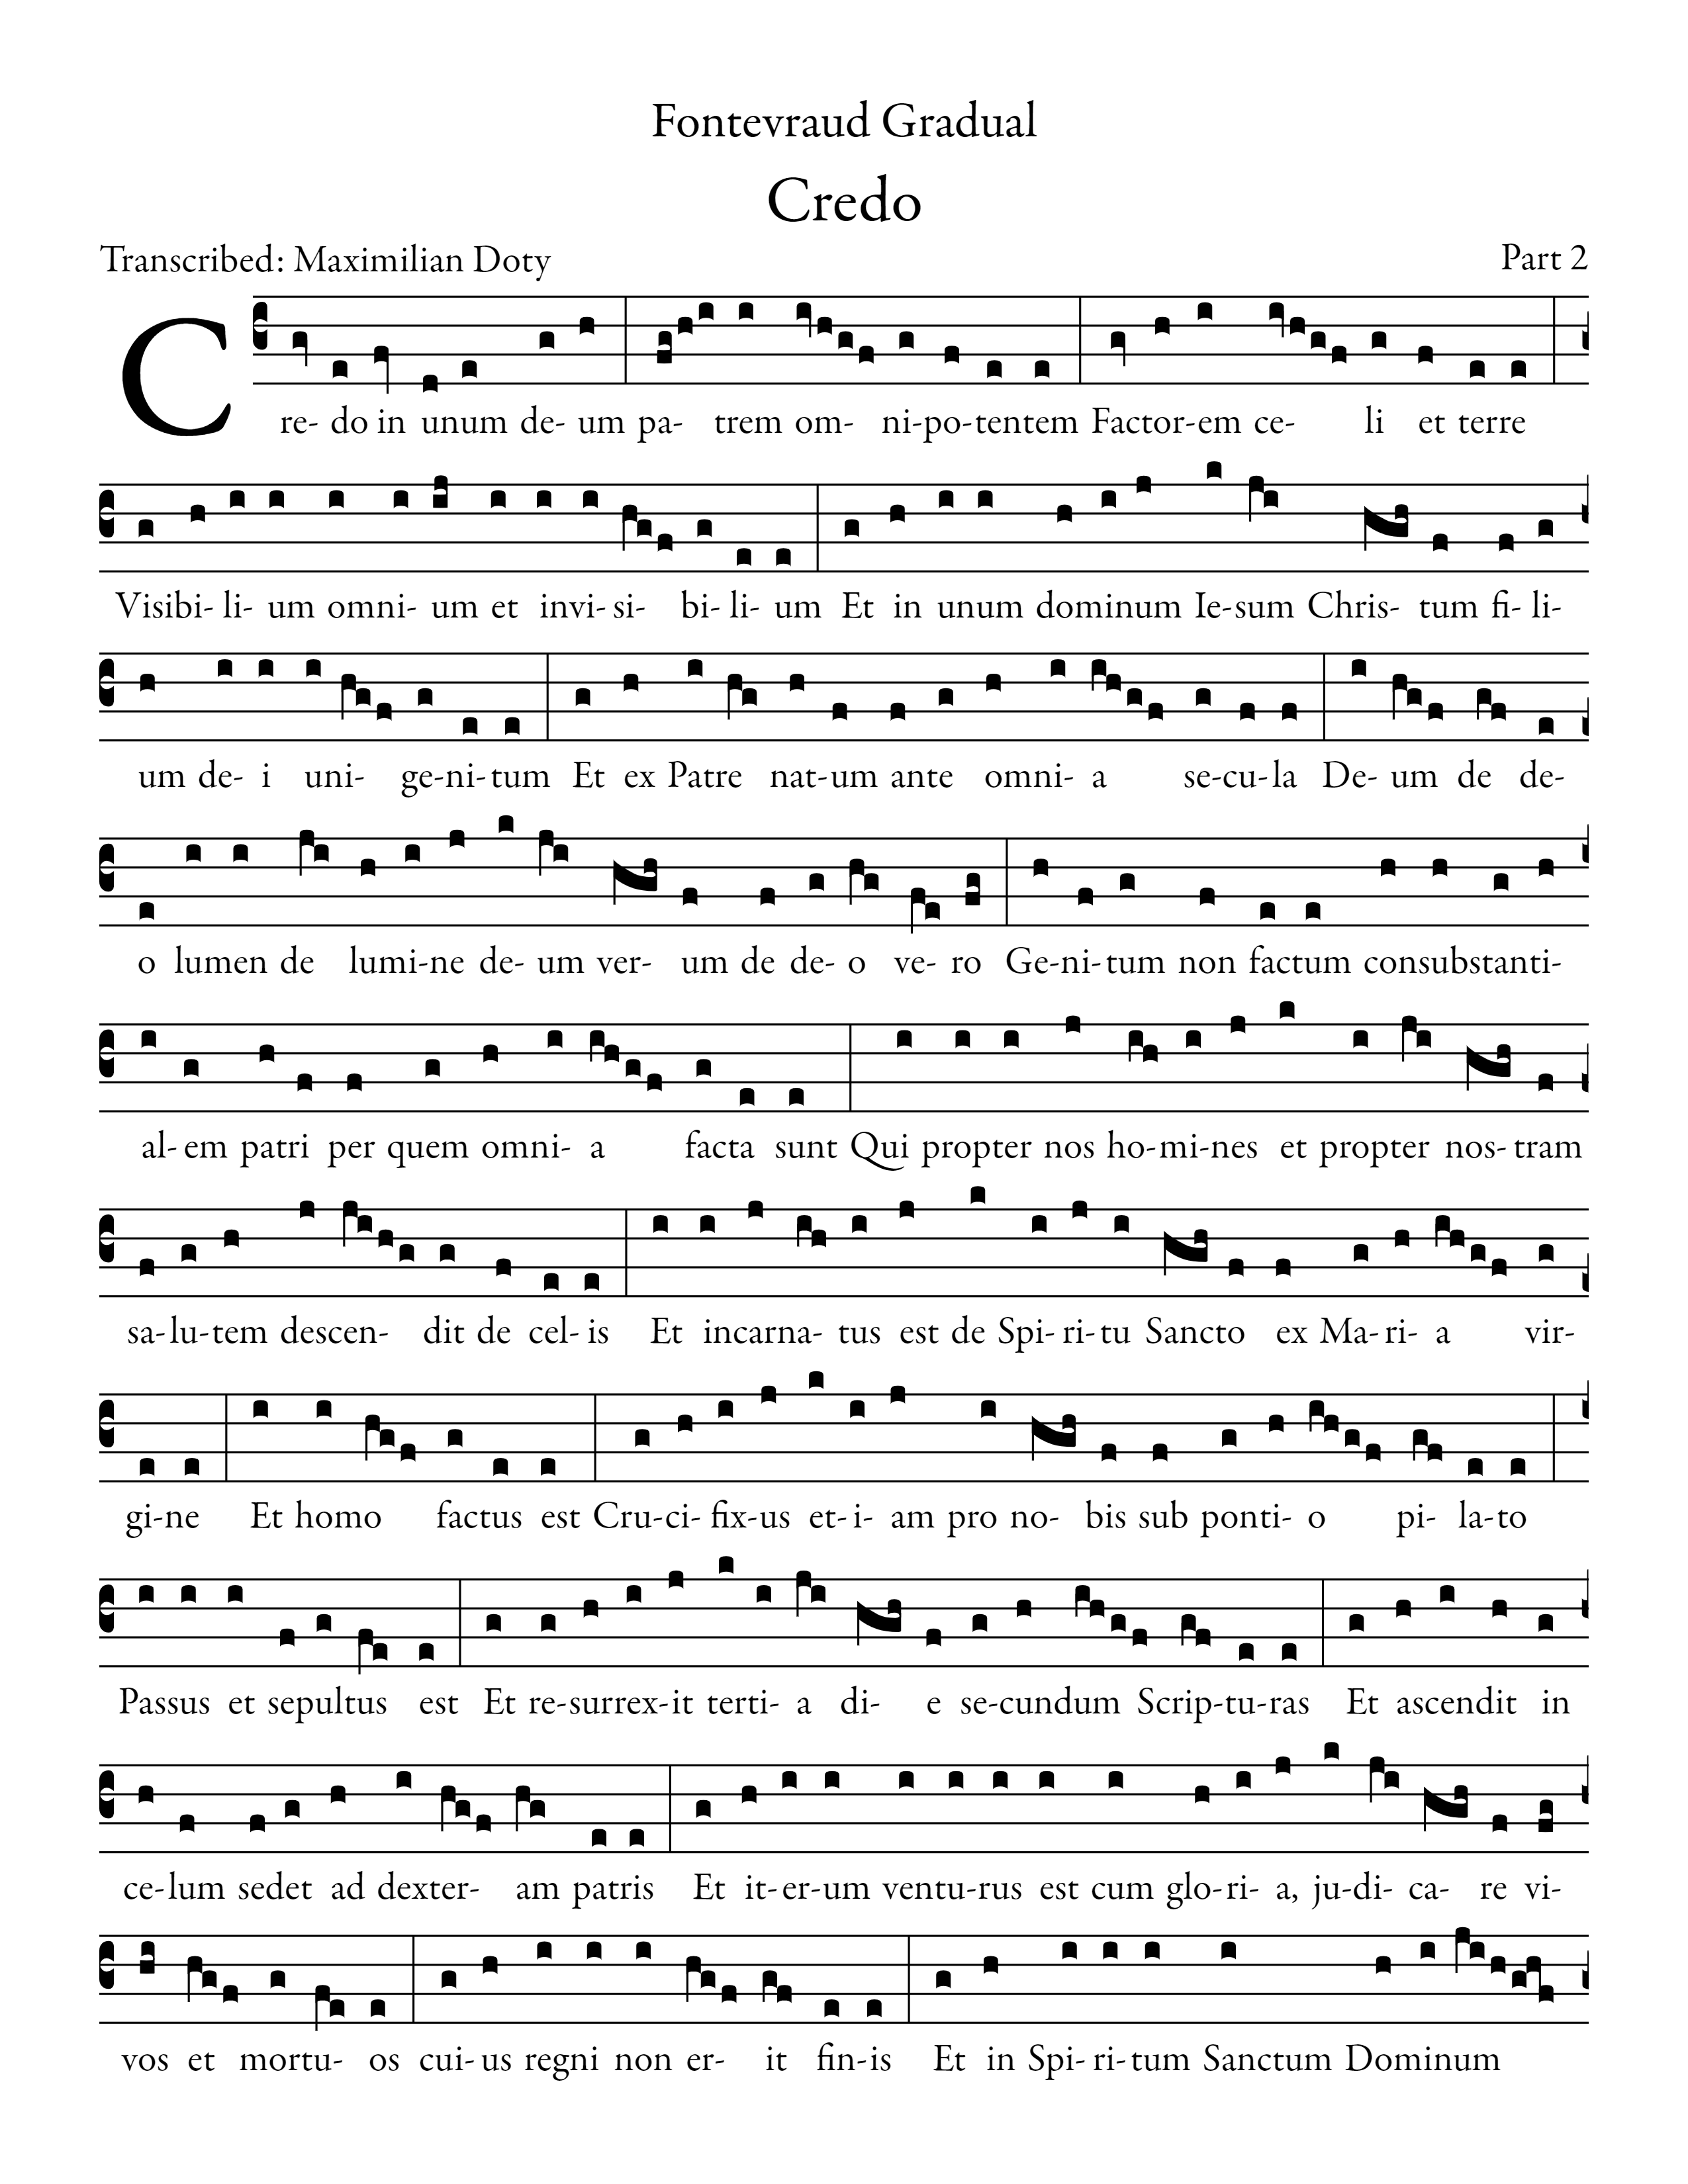 Fontevraud Gradual
Credo
Transcribed: Maximilian Doty Part 2
Cre- do in unum de- um pa- trem om- ni-po-tentem Factor-em ce- li et terre
Visibi- li- um omni- um et invi- si- bi- li- um Et in unum dominum Ie-sum Chris- tum fi- li-
um de- i uni- ge-ni-tum Et ex Patre nat-um ante omni- a se-cu-la De- um de de-
o lumen de lumi-ne de- um ver- um de de- o ve- ro Ge-ni-tum non factum consubstanti-
al-em patri per quem omni- a facta sunt Qui propter nos ho-mi-nes et propter nos-tram
sa-lu-tem descen- dit de cel-is Et incarna- tus est de Spi- ri-tu Sancto ex Ma-ri- a vir-
gi-ne Et homo factus est Cru-ci- fix-us et-i- am pro no- bis sub ponti- o pi- la-to
Passus et sepultus est Et re-surrex-it terti- a di- e se-cundum Scrip-tu-ras Et ascendit in
ce-lum sedet ad dexter- am patris Et it-er-um ventu-rus est cum glo-ri- a, ju-di- ca- re vi-
vos et mortu- os cui- us regni non er- it fin-is Et in Spi- ri-tum Sanctum Dominum